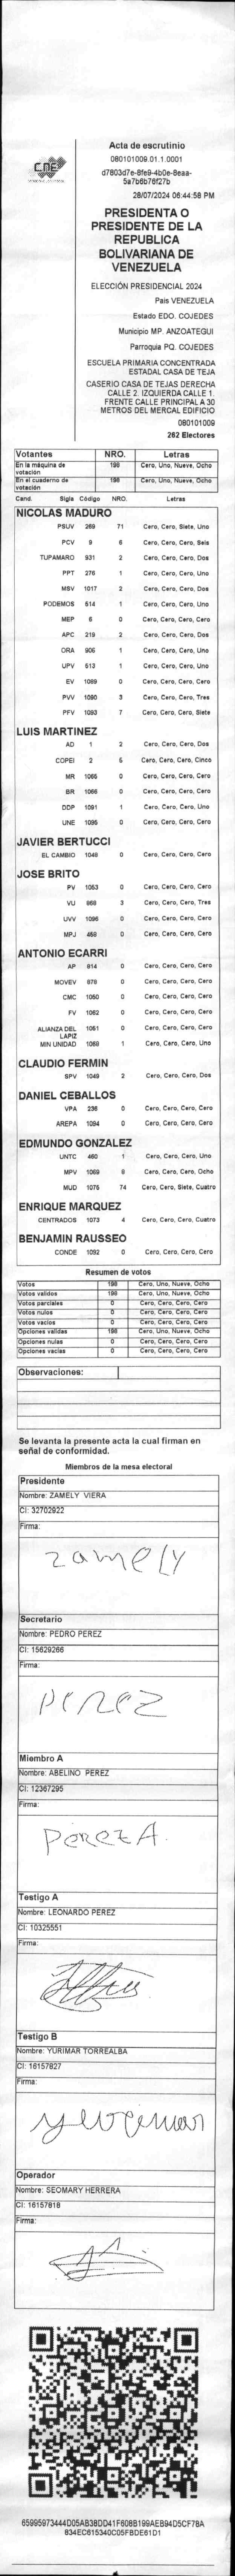 CNE
Acta de escrutinio
080101009.01.1.0001
d7803d7e-8fe9-4b0e-8eaa-
5a7b6b76f27b
28/07/2024 06:44:58 PM
PRESIDENTA O
PRESIDENTE DE LA
REPUBLICA
BOLIVARIANA DE
VENEZUELA
ELECCIÓN PRESIDENCIAL 2024
Pais VENEZUELA
Estado EDO. COJEDES
Municipio MP. ANZOATEGUI
Parroquia PQ. COJEDES
ESCUELA PRIMARIA CONCENTRADA
ESTADAL CASA DE TEJA
CASERIO CASA DE TEJAS DERECHA
CALLE 2. IZQUIERDA CALLE 1.
FRENTE CALLE PRINCIPAL A 30
METROS DEL MERCAL EDIFICIO
080101009
262 Electores
Votantes NRO. Letras
En la máquina de votación 198 Cero, Uno, Nueve, Ocho
En el cuaderno de votación 198 Cero, Uno, Nueve, Ocho
Cand. Sigla Código NRO. Letras
NICOLAS MADURO
PSUV 269 71 Cero, Cero, Siete, Uno
PCV 9 6 Cero, Cero, Cero, Seis
TUPAMARO 931 2 Cero, Cero, Cero, Dos
PPT 276 1 Cero, Cero, Cero, Uno
MSV 1017 2 Cero, Cero, Cero, Dos
PODEMOS 514 1 Cero, Cero, Cero, Uno
MEP 6 0 Cero, Cero, Cero, Cero
APC 219 2 Cero, Cero, Cero, Dos
ORA 906 1 Cero, Cero, Cero, Uno
UPV 513 1 Cero, Cero, Cero, Uno
EV 1089 0 Cero, Cero, Cero, Cero
PVV 1090 3 Cero, Cero, Cero, Tres
PFV 1093 7 Cero, Cero, Cero, Siete
LUIS MARTINEZ
AD 1 2 Cero, Cero, Cero, Dos
COPEI 2 5 Cero, Cero, Cero, Cinco
MR 1065 0 Cero, Cero, Cero, Cero
BR 1066 0 Cero, Cero, Cero, Cero
DDP 1091 1 Cero, Cero, Cero, Uno
UNE 1095 0 Cero, Cero, Cero, Cero
JAVIER BERTUCCI
EL CAMBIO 1048 0 Cero, Cero, Cero, Cero
JOSE BRITO
PV 1053 0 Cero, Cero, Cero, Cero
VU 868 3 Cero, Cero, Cero, Tres
UVV 1096 0 Cero, Cero, Cero, Cero
MPJ 459 0 Cero, Cero, Cero, Cero
ANTONIO ECARRI
AP 814 0 Cero, Cero, Cero, Cero
MOVEV 878 0 Cero, Cero, Cero, Cero
CMC 1050 0 Cero, Cero, Cero, Cero
FV 1062 0 Cero, Cero, Cero, Cero
ALIANZA DEL LAPIZ 1051 0 Cero, Cero, Cero, Cero
MIN UNIDAD 1088 1 Cero, Cero, Cero, Uno
CLAUDIO FERMIN
SPV 1049 2 Cero, Cero, Cero, Dos
DANIEL CEBALLOS
VPA 236 0 Cero, Cero, Cero, Cero
AREPA 1094 0 Cero, Cero, Cero, Cero
EDMUNDO GONZALEZ
UNTC 460 1 Cero, Cero, Cero, Uno
MPV 1069 8 Cero, Cero, Cero, Ocho
MUD 1075 74 Cero, Cero, Siete, Cuatro
ENRIQUE MARQUEZ
CENTRADOS 1073 4 Cero, Cero, Cero, Cuatro
BENJAMIN RAUSSEO
CONDE 1092 0 Cero, Cero, Cero, Cero
Resumen de votos
Votos 198 Cero, Uno, Nueve, Ocho
Votos validos 198 Cero, Uno, Nueve, Ocho
Votos parciales 0 Cero, Cero, Cero, Cero
Votos nulos 0 Cero, Cero, Cero, Cero
Votos vacios 0 Cero, Cero, Cero, Cero
Opciones validas 198 Cero, Uno, Nueve, Ocho
Opciones nulas 0 Cero, Cero, Cero, Cero
Opciones vacias 0 Cero, Cero, Cero, Cero
Observaciones:
Se levanta la presente acta la cual firman en
señal de conformidad.
Miembros de la mesa electoral
Presidente
Nombre: ZAMELY VIERA
CI: 32702922
Firma:
zamely
Secretario
Nombre: PEDRO PEREZ
CI: 15629266
Firma:
PEREZ
Miembro A
Nombre: ABELINO PEREZ
CI: 12367295
Firma:
PEREZ A.
Testigo A
Nombre: LEONARDO PEREZ
CI: 10325551
Firma:
Testigo B
Nombre: YURIMAR TORREALBA
CI: 16157827
Firma:
Operador
Nombre: SEOMARY HERRERA
CI: 16157818
Firma:
65995973444D05AB38DD41F608B199AEB94D5CF78A
834EC615340C05FBDE61D1